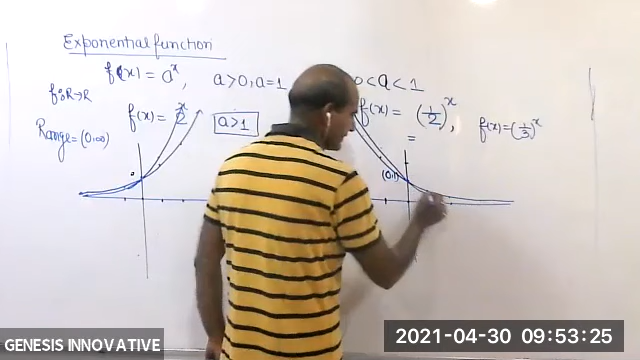 Exponential function
f(x) = a^x, a>0, a=1
0<a<1
f:R→R
f(x) = 2^x
a>1
f(x) = (1/2)^x, f(x)=(1/3)^x
=
Range=(0,∞)
(0,1)
GENESIS INNOVATIVE
2021-04-30 09:53:25